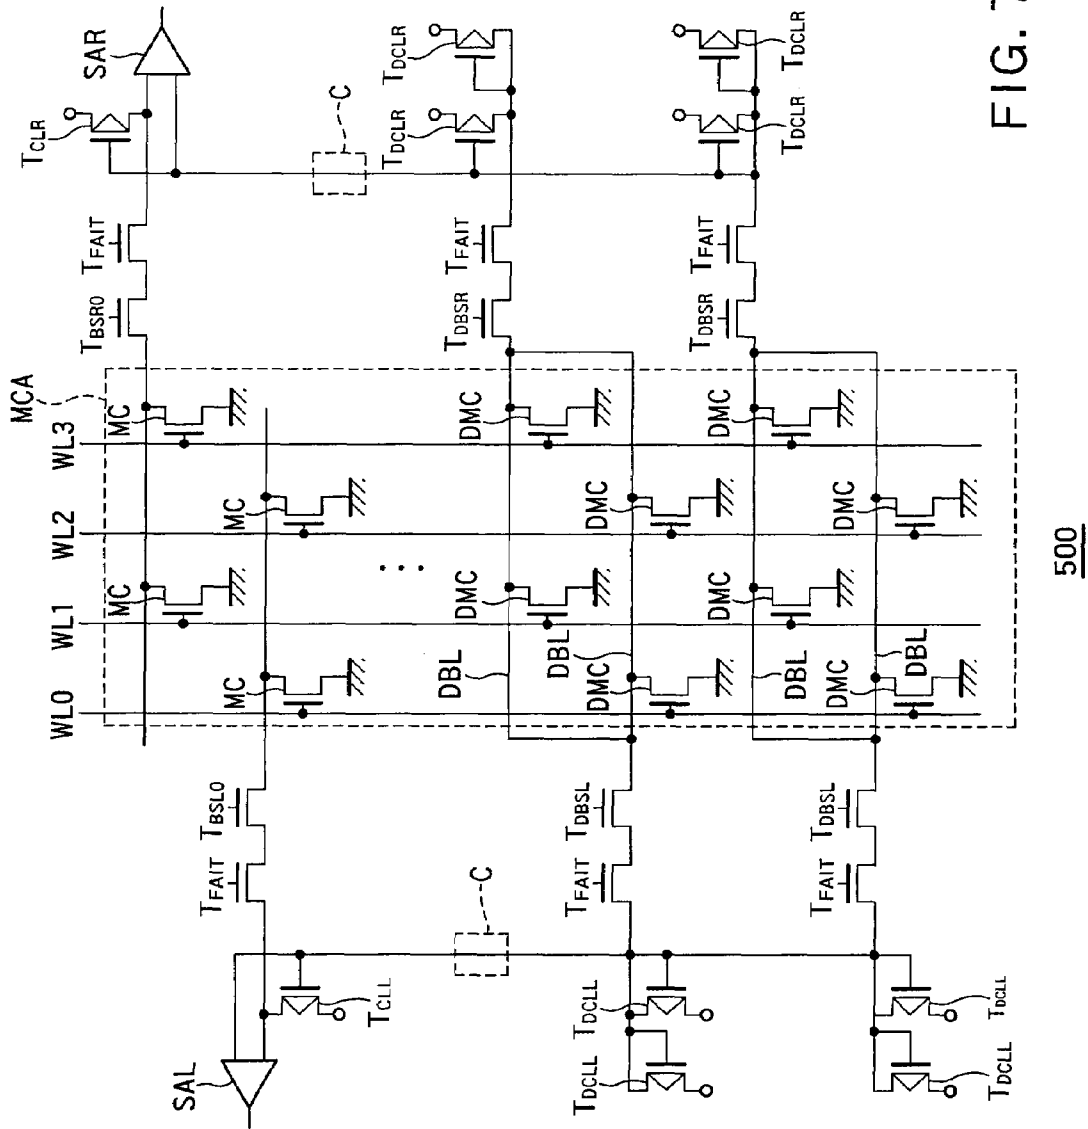 SAR
TCLR
C
TDCLR
TDCLR
TDCLR
TDCLR
FIG.
TFAIT
TFAIT
TFAIT
TBSR0
TDBSR
TDBSR
MCA
WL3
MC
DMC
DMC
WL2
MC
DMC
DMC
WL1
MC
DMC
DMC
WL0
MC
DBL
DBL
DMC
DBL
DMC
DBL
500
TBSL0
TDBSL
TDBSL
TFAIT
TFAIT
TFAIT
C
SAL
TCLL
TDCLL
TDCLL
TDCLL
TDCLL